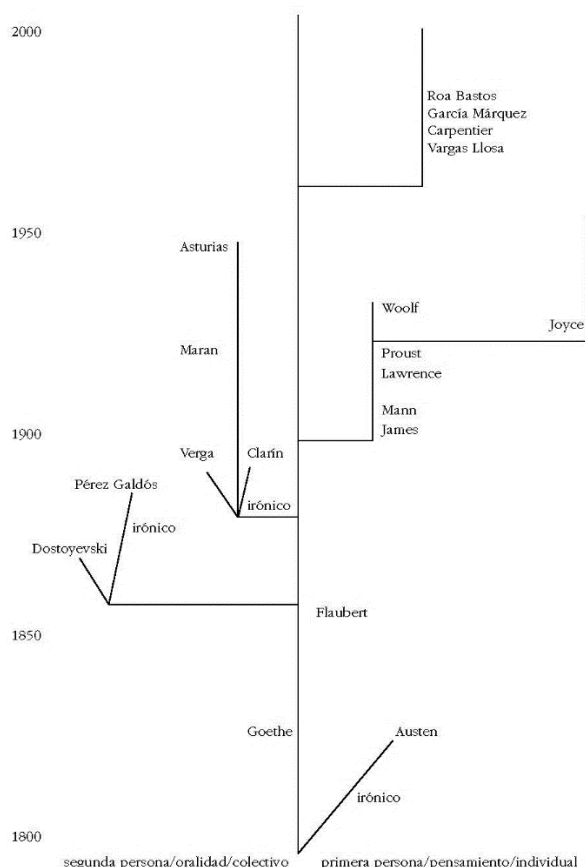 2000
Roa Bastos
García Márquez
Carpentier
Vargas Llosa
1950
Asturias
Woolf
Joyce
Maran
Proust
Lawrence
Mann
1900
James
Verga
Clarín
Pérez Galdós
irónico
irónico
Dostoyevski
Flaubert
1850
Goethe
Austen
irónico
1800
segunda persona/oralidad/colectivo
primera persona/pensamiento/individual